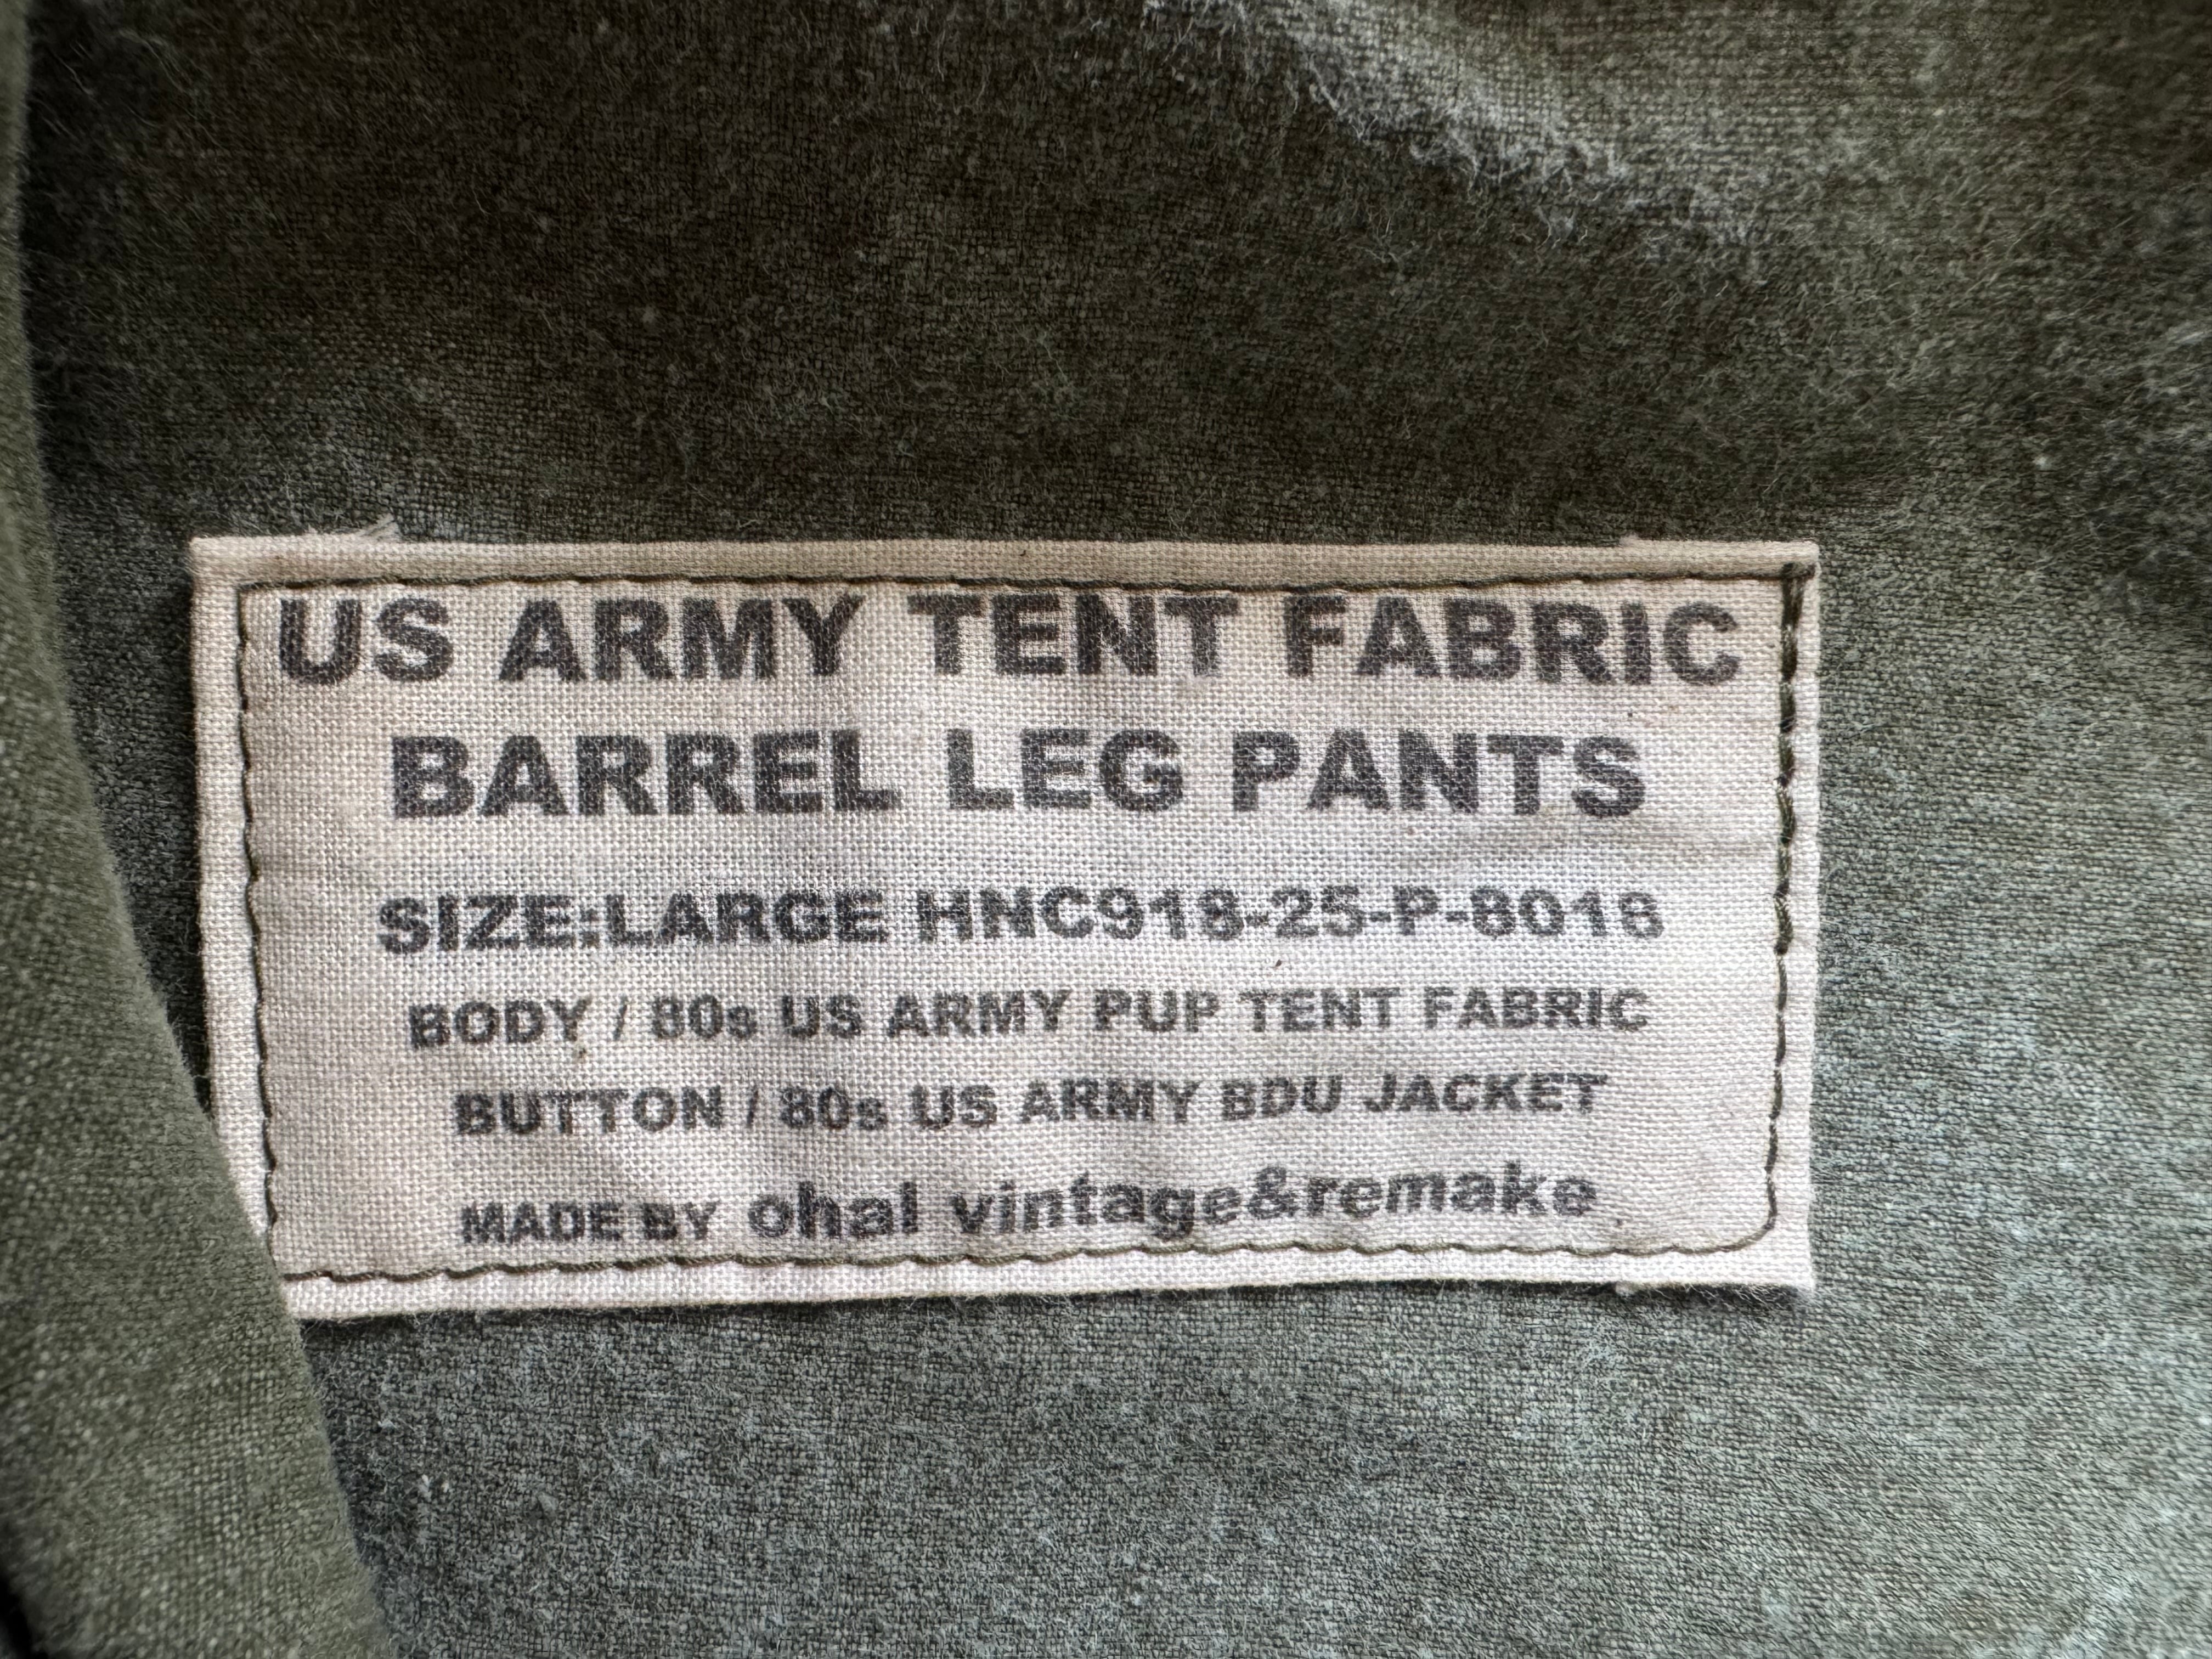 US ARMY TENT FABRIC
BARREL LEG PANTS
SIZE:LARGE HNC918-25-P-8018
BODY / 80s US ARMY PUP TENT FABRIC
BUTTON / 80s US ARMY BDU JACKET
MADE BY ohal vintage&remake